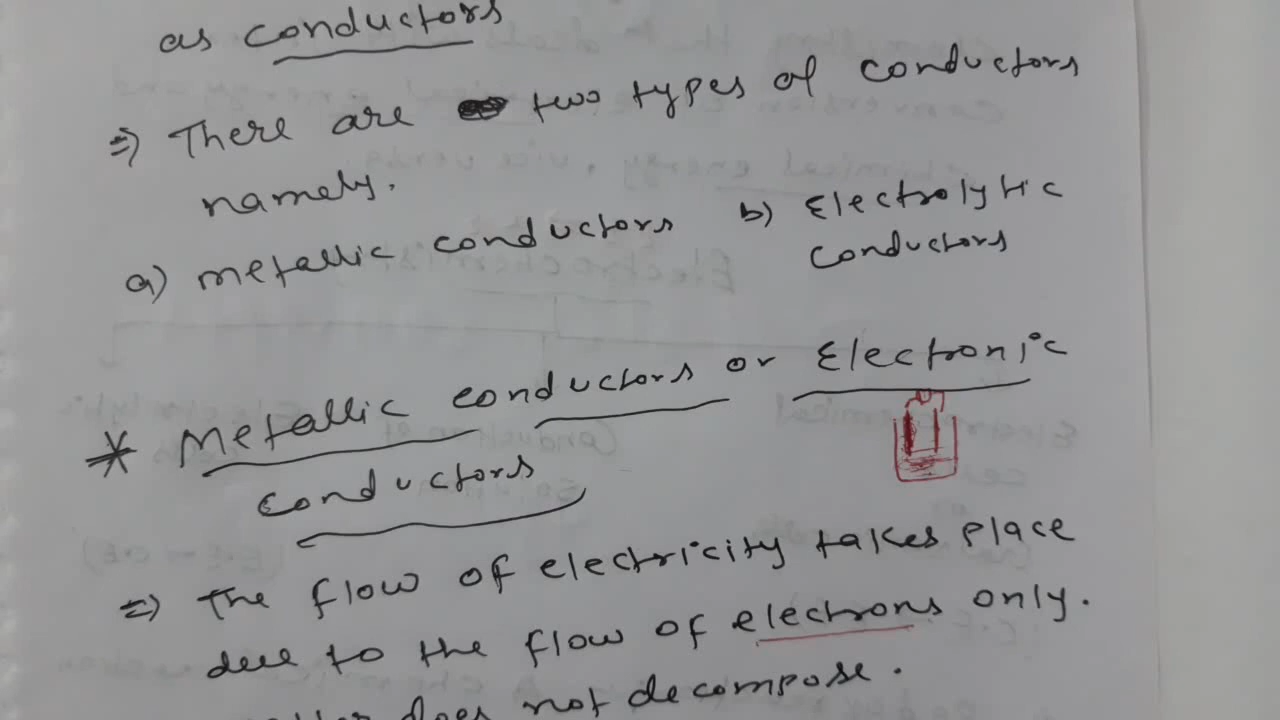 as conductors
=) There are two types of conductors
namely.
a) metallic conductors b) Electrolytic
conductors
* Metallic conductors or Electronic
conductors
=) The flow of electricity takes place
due to the flow of electrons only.
does not decompose.